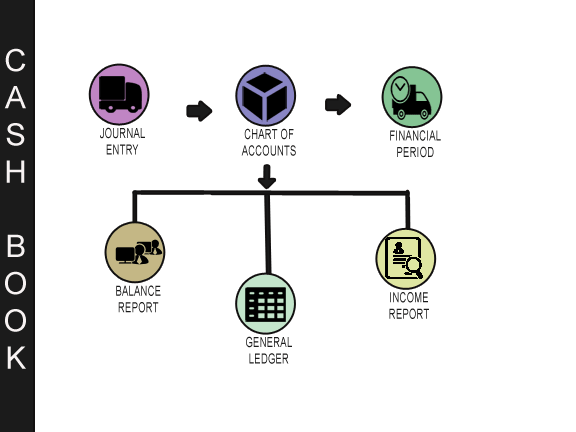 CASH BOOK
JOURNAL
ENTRY
CHART OF
ACCOUNTS
FINANCIAL
PERIOD
BALANCE
REPORT
GENERAL
LEDGER
INCOME
REPORT